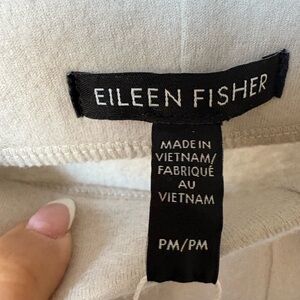 EILEEN FISHER
MADE IN
VIETNAM/
FABRIQUÉ
AU
VIETNAM
PM/PM